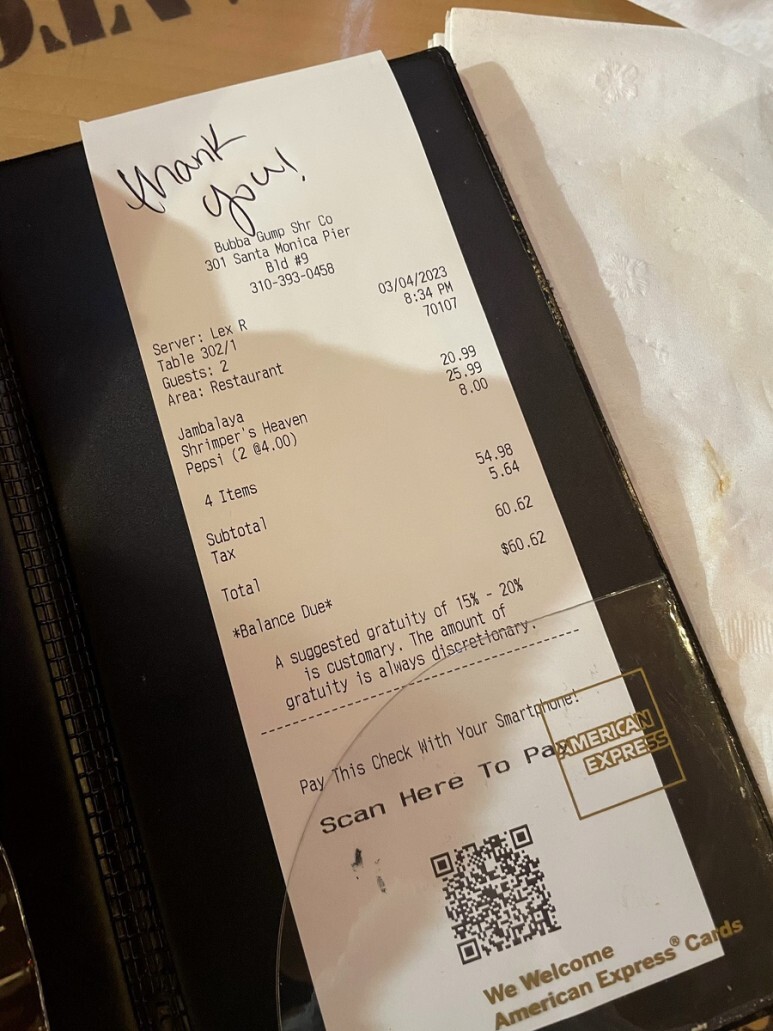 thank
you!
Bubba Gump Shr Co
301 Santa Monica Pier
Bld #9
310-393-0458
03/04/2023
Server: Lex R 8:34 PM
Table 302/1 70107
Guests: 2
Area: Restaurant
Jambalaya 20.99
Shrimper's Heaven 25.99
Pepsi (2 @4.00) 8.00
4 Items
Subtotal 54.98
Tax 5.64
Total 60.62
*Balance Due* $60.62
A suggested gratuity of 15% - 20%
is customary. The amount of
gratuity is always discretionary.
Pay This Check With Your Smartphone!
Scan Here To Pay
AMERICAN
EXPRESS
We Welcome
American Express® Cards